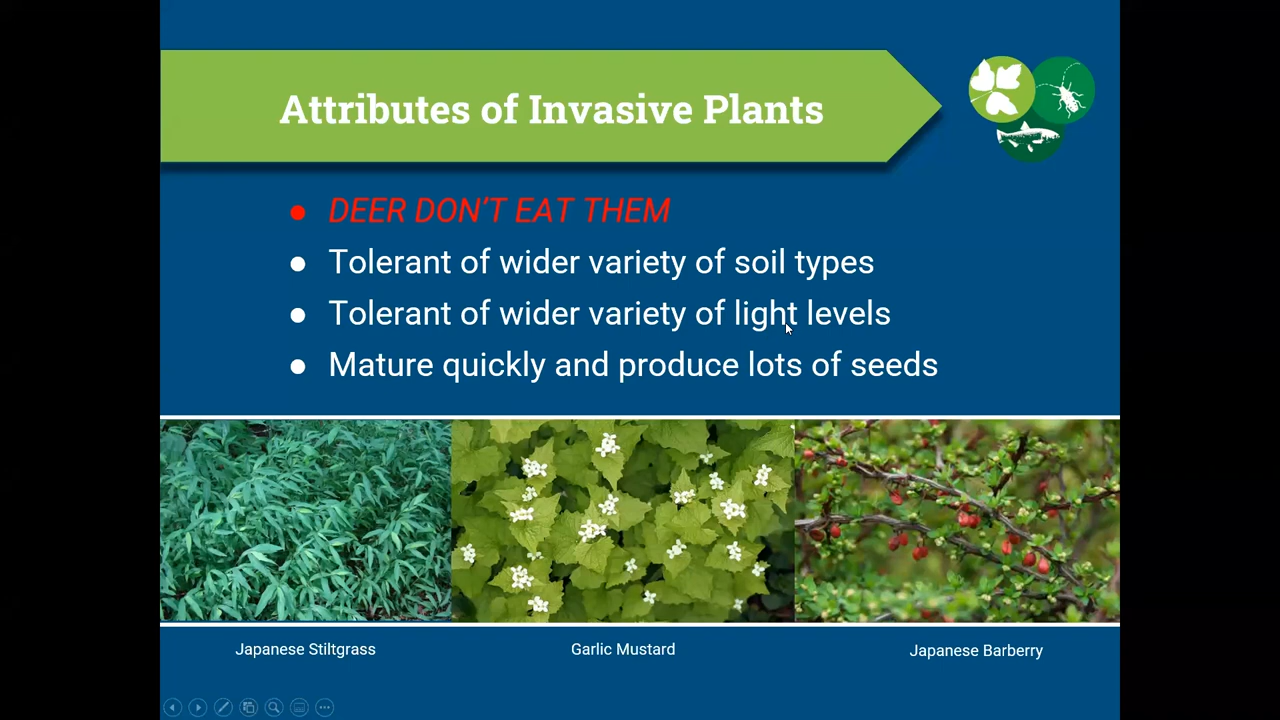 Attributes of Invasive Plants
● DEER DON'T EAT THEM
● Tolerant of wider variety of soil types
● Tolerant of wider variety of light levels
● Mature quickly and produce lots of seeds
Japanese Stiltgrass
Garlic Mustard
Japanese Barberry